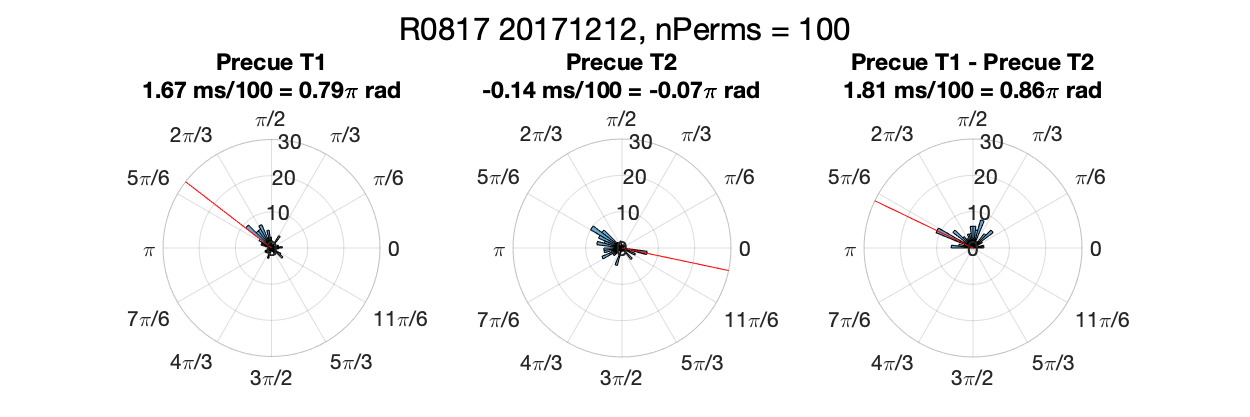 R0817 20171212, nPerms = 100
Precue T1
1.67 ms/100 = 0.79π rad
π/2
2π/3
30
π/3
20
5π/6
π/6
10
π
0
0
7π/6
11π/6
4π/3
5π/3
3π/2
Precue T2
-0.14 ms/100 = -0.07π rad
π/2
2π/3
30
π/3
20
5π/6
π/6
10
π
0
0
7π/6
11π/6
4π/3
5π/3
3π/2
Precue T1 - Precue T2
1.81 ms/100 = 0.86π rad
π/2
2π/3
30
π/3
20
5π/6
π/6
10
π
0
0
7π/6
11π/6
4π/3
5π/3
3π/2